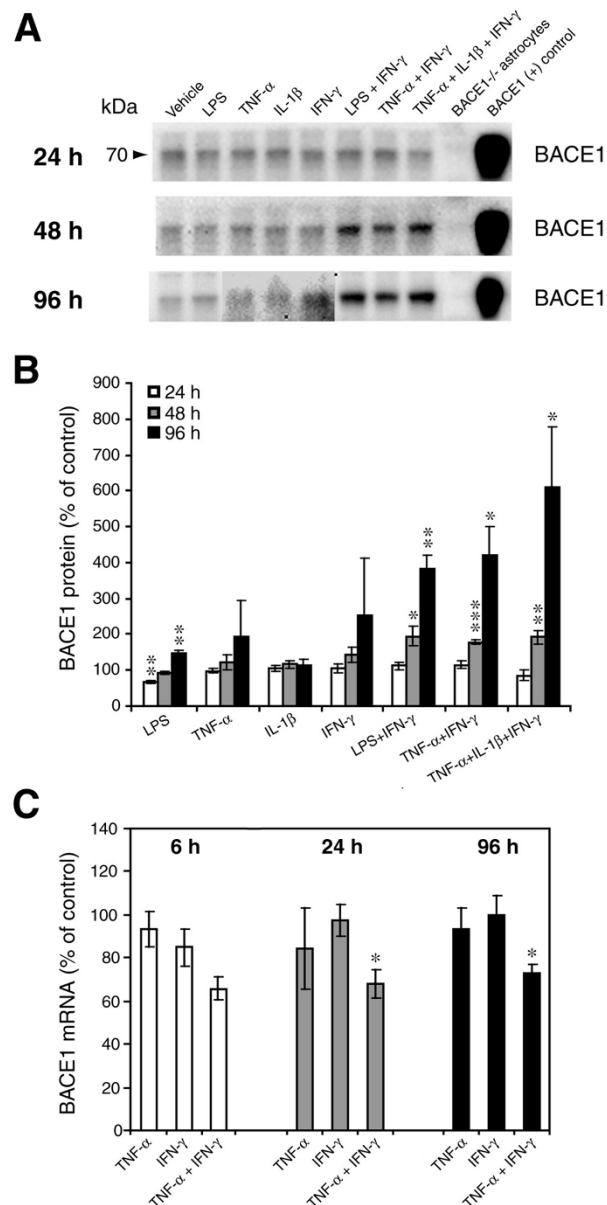 A
kDa
Vehicle
LPS
TNF-α
IL-1β
IFN-γ
LPS + IFN-γ
TNF-α + IFN-γ
TNF-α + IL-1β + IFN-γ
BACE1-/- astrocytes
BACE1 (+) control
24 h
70
BACE1
48 h
BACE1
96 h
BACE1
B
BACE1 protein (% of control)
900
800
700
600
500
400
300
200
100
0
24 h
48 h
96 h
**
**
*
**
***
*
**
*
LPS
TNF-α
IL-1β
IFN-γ
LPS+IFN-γ
TNF-α+IFN-γ
TNF-α+IL-1β+IFN-γ
C
BACE1 mRNA (% of control)
140
120
100
80
60
40
20
0
6 h
24 h
96 h
*
*
TNF-α
IFN-γ
TNF-α + IFN-γ
TNF-α
IFN-γ
TNF-α + IFN-γ
TNF-α
IFN-γ
TNF-α + IFN-γ